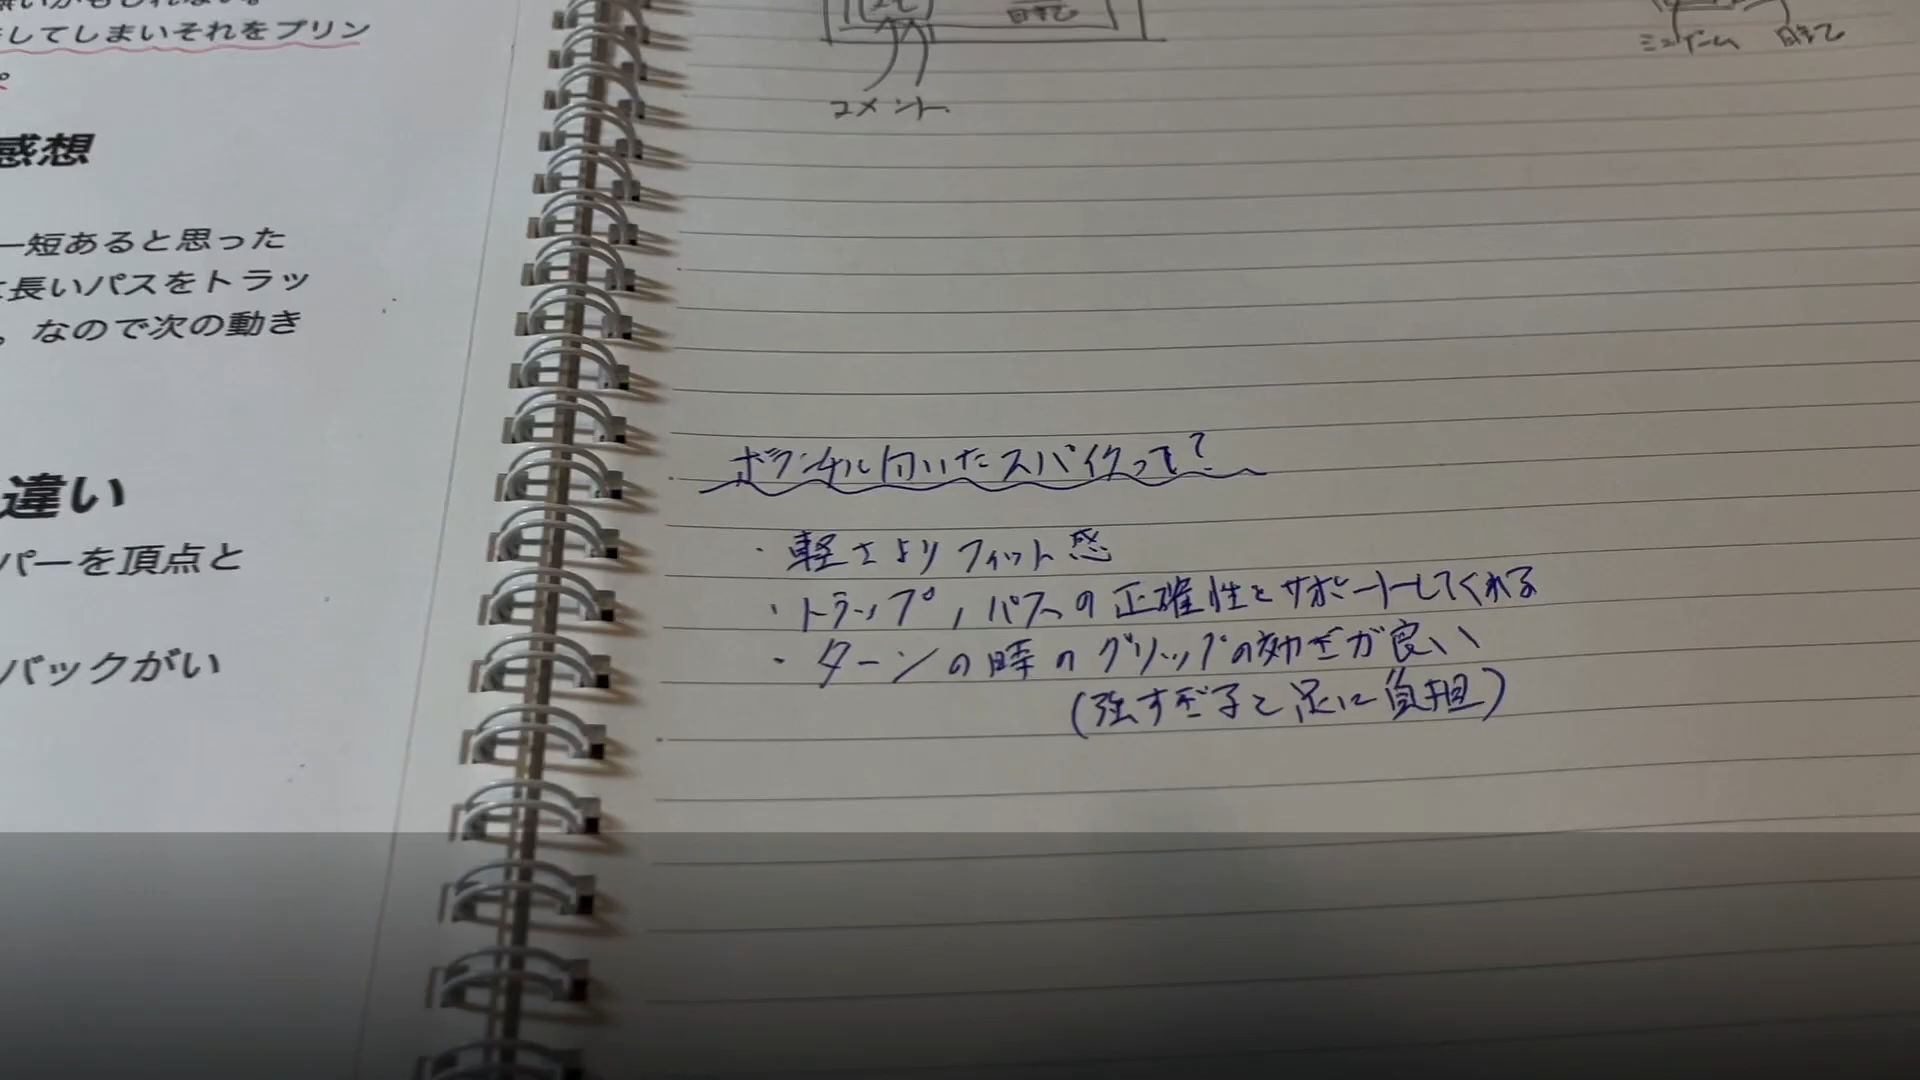 してしまいそれをプリン
感想
一短あると思った
長いパスをトラッ
。なので次の動き
違い
パーを頂点と
バックがい
コメント
ミニゲーム
ボランチに向いたスパイクって?
・軽さよりフィット感
・トラップ,パスの正確性をサポートしてくれる
・ターンの時のグリップの効きが良い
(強すぎると足に負担)